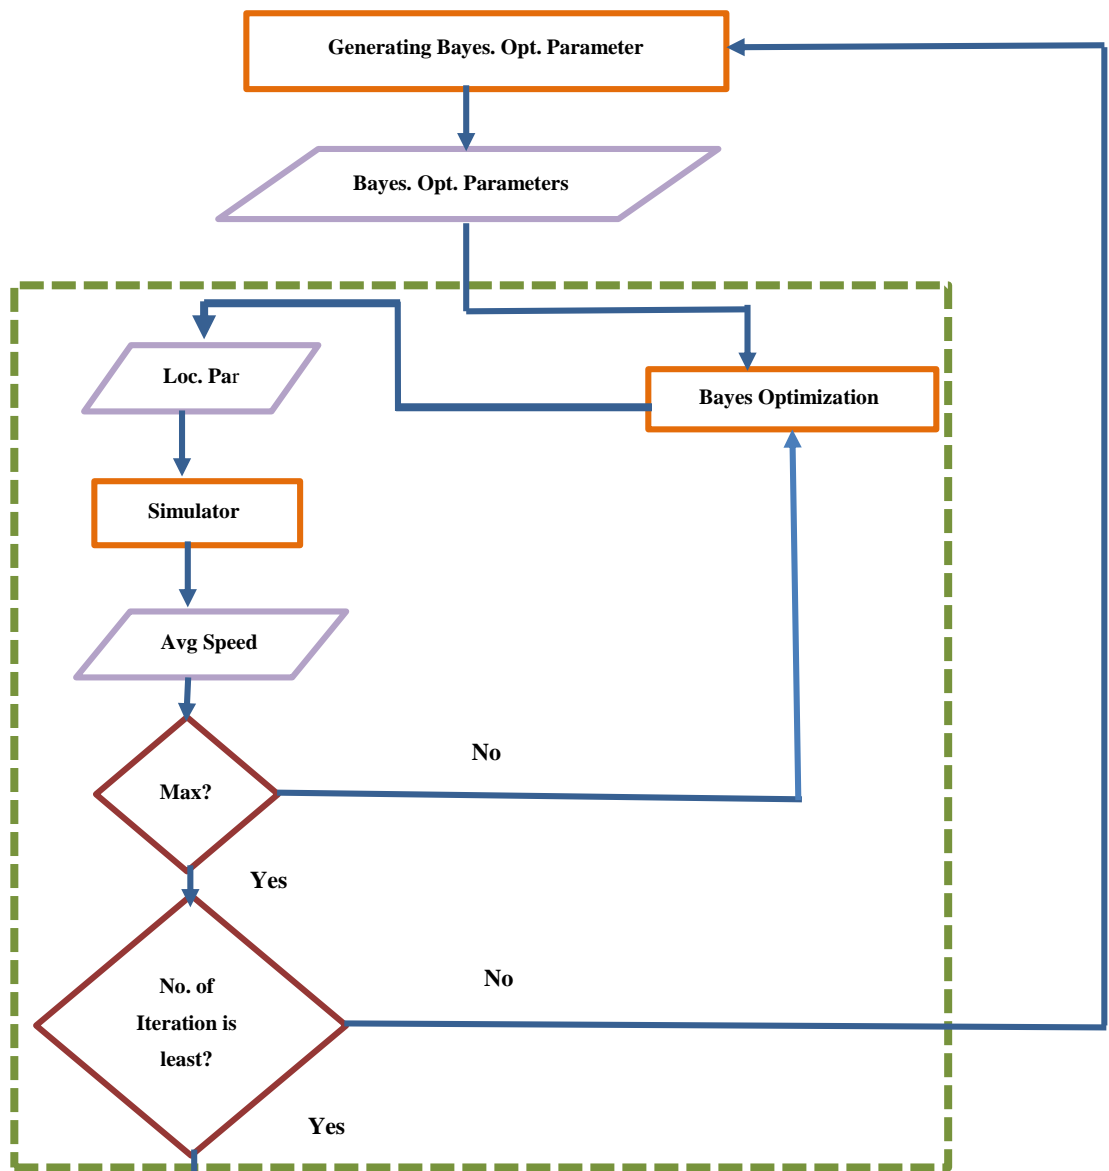 Generating Bayes. Opt. Parameter
Bayes. Opt. Parameters
Loc. Par
Bayes Optimization
Simulator
Avg Speed
No
Max?
Yes
No
No. of
Iteration is
least?
Yes